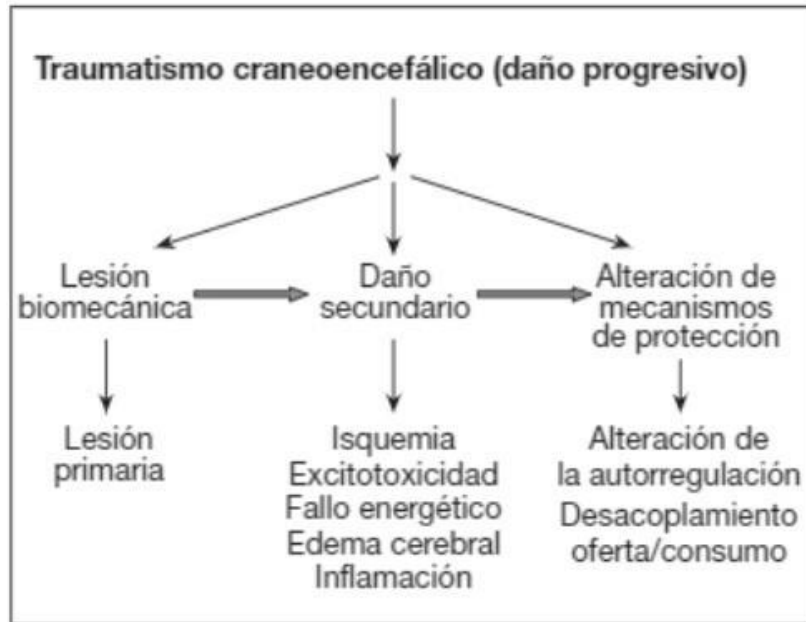 Traumatismo craneoencefálico (daño progresivo)
Lesión
biomecánica
Daño
secundario
Alteración de
mecanismos
de protección
Lesión
primaria
Isquemia
Excitotoxicidad
Fallo energético
Edema cerebral
Inflamación
Alteración de
la autorregulación
Desacoplamiento
oferta/consumo